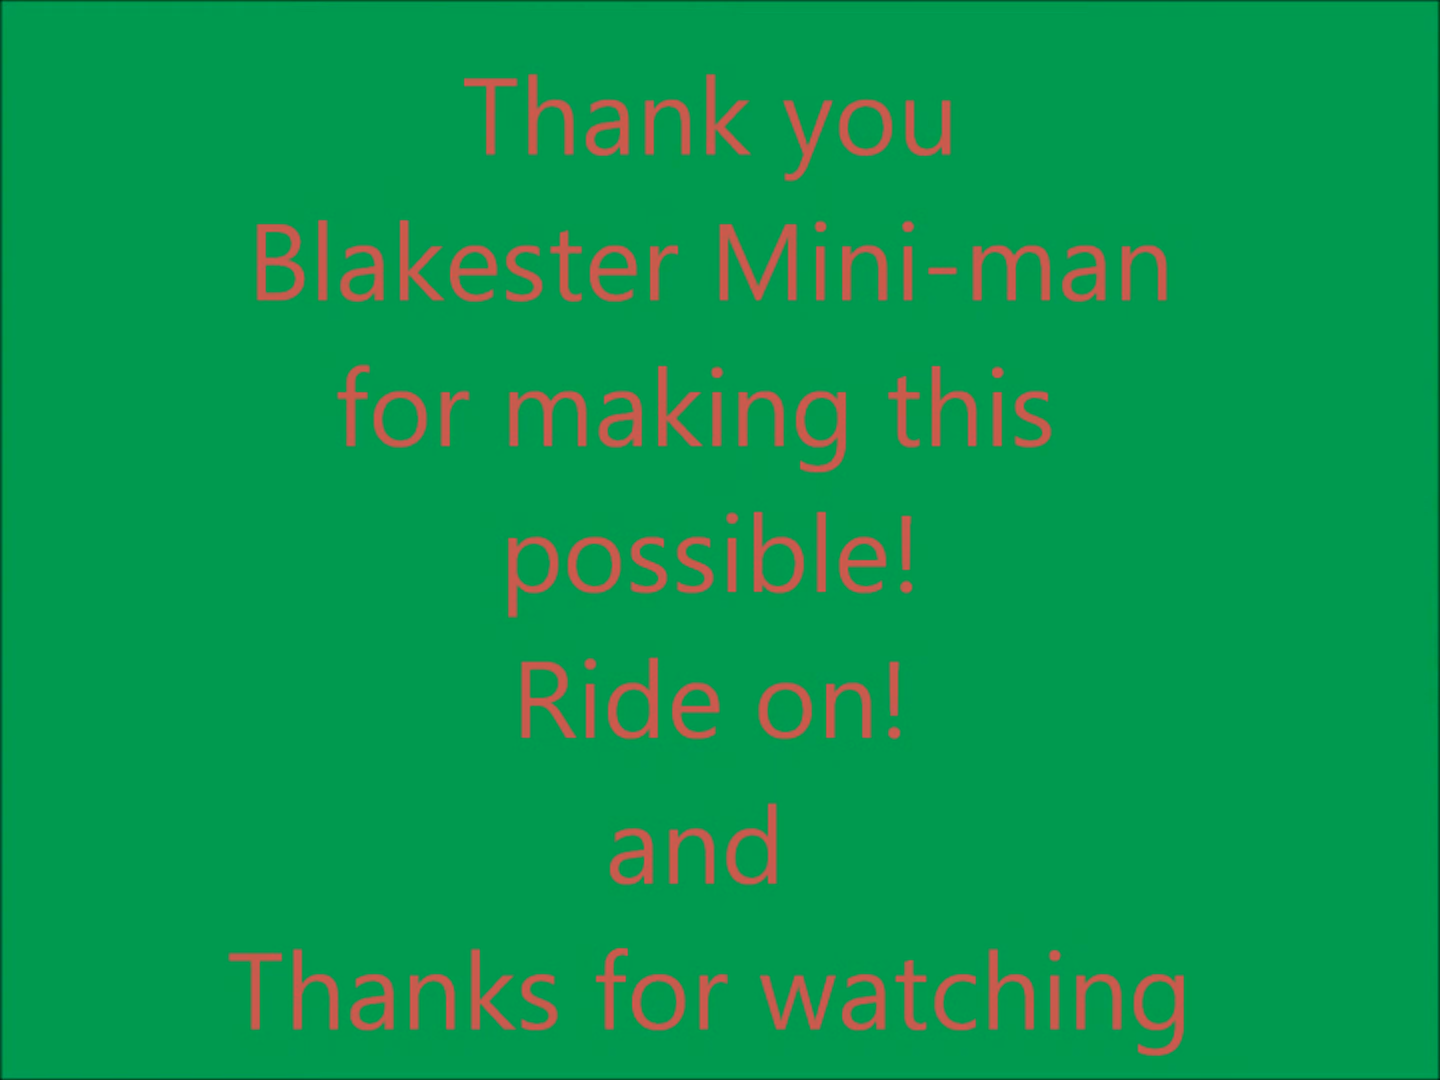 Thank you
Blakester Mini-man
for making this
possible!
Ride on!
and
Thanks for watching